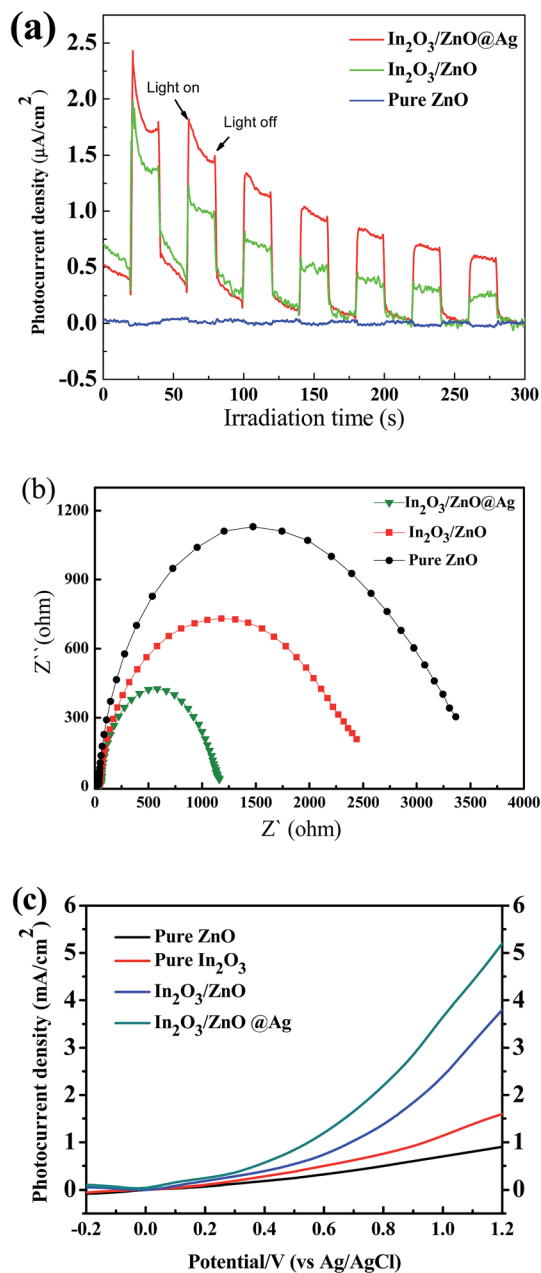 (a)
In₂O₃/ZnO@Ag
In₂O₃/ZnO
Pure ZnO
Light on
Light off
Photocurrent density (μA/cm²)
2.5
2.0
1.5
1.0
0.5
0.0
-0.5
0 50 100 150 200 250 300
Irradiation time (s)
(b)
In₂O₃/ZnO@Ag
In₂O₃/ZnO
Pure ZnO
Z`` (ohm)
1200
900
600
300
0
0 500 1000 1500 2000 2500 3000 3500 4000
Z` (ohm)
(c)
Pure ZnO
Pure In₂O₃
In₂O₃/ZnO
In₂O₃/ZnO @Ag
Photocurrent density (mA/cm²)
6 6
5 5
4 4
3 3
2 2
1 1
0 0
-0.2 0.0 0.2 0.4 0.6 0.8 1.0 1.2
Potential/V (vs Ag/AgCl)